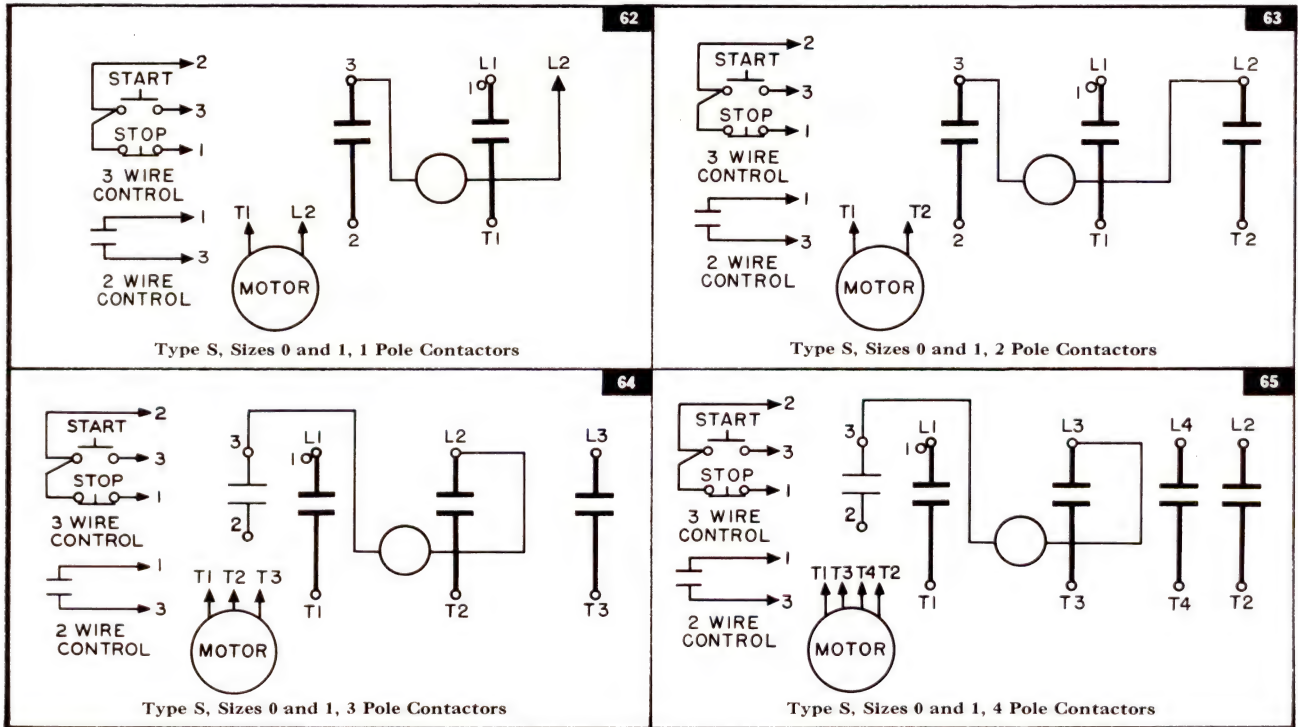 62
2
START
3
STOP
1
3 WIRE
CONTROL
1
3
2 WIRE
CONTROL
T1 L2
MOTOR
3
L1
1
L2
2
T1
Type S, Sizes 0 and 1, 1 Pole Contactors
63
2
START
3
STOP
1
3 WIRE
CONTROL
1
3
2 WIRE
CONTROL
T1 T2
MOTOR
3
L1
1
L2
2
T1
T2
Type S, Sizes 0 and 1, 2 Pole Contactors
64
2
START
3
STOP
1
3 WIRE
CONTROL
1
3
2 WIRE
CONTROL
T1 T2 T3
MOTOR
3
2
L1
1
L2
L3
T1
T2
T3
Type S, Sizes 0 and 1, 3 Pole Contactors
65
2
START
3
STOP
1
3 WIRE
CONTROL
1
3
2 WIRE
CONTROL
T1 T3 T4 T2
MOTOR
3
2
L1
1
L3
L4
L2
T1
T3
T4
T2
Type S, Sizes 0 and 1, 4 Pole Contactors